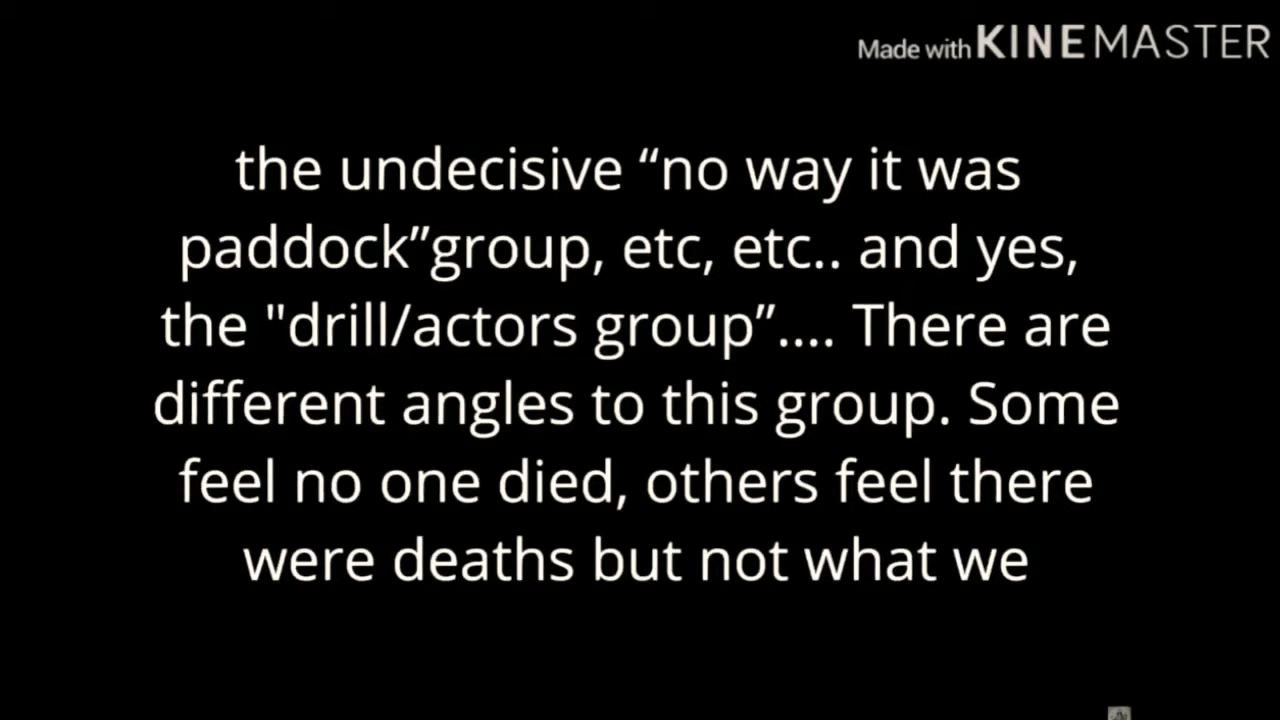 Made with KINEMASTER
the undecisive “no way it was
paddock”group, etc, etc.. and yes,
the "drill/actors group”.... There are
different angles to this group. Some
feel no one died, others feel there
were deaths but not what we